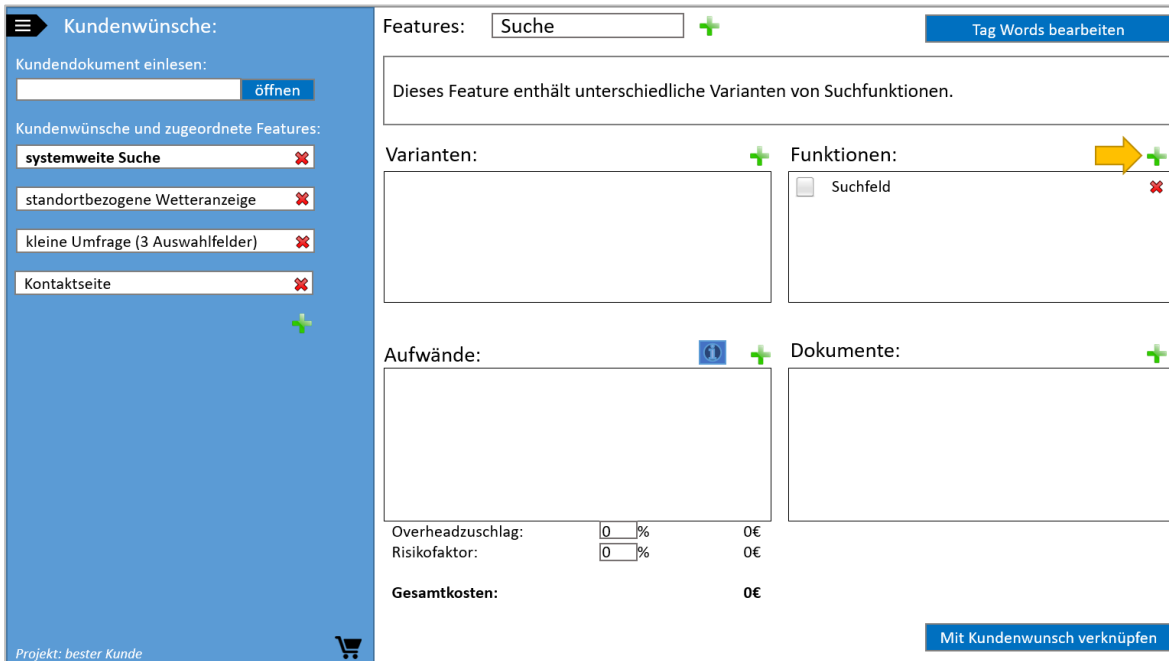 Kundenwünsche:
Kundendokument einlesen:
öffnen
Kundenwünsche und zugeordnete Features:
systemweite Suche
standortbezogene Wetteranzeige
kleine Umfrage (3 Auswahlfelder)
Kontaktseite
Projekt: bester Kunde
Features: Suche
Tag Words bearbeiten
Dieses Feature enthält unterschiedliche Varianten von Suchfunktionen.
Varianten:
Funktionen:
Suchfeld
Aufwände:
Dokumente:
Overheadzuschlag: 0 % 0€
Risikofaktor: 0 % 0€
Gesamtkosten: 0€
Mit Kundenwunsch verknüpfen